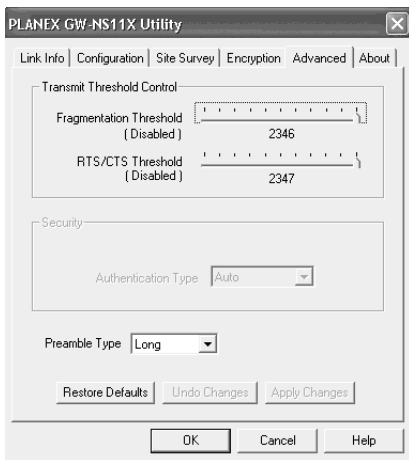 PLANEX GW-NS11X Utility
Link Info Configuration Site Survey Encryption Advanced About
Transmit Threshold Control
Fragmentation Threshold
( Disabled )
2346
RTS/CTS Threshold
( Disabled )
2347
Security
Authentication Type Auto
Preamble Type Long
Restore Defaults Undo Changes Apply Changes
OK Cancel Help